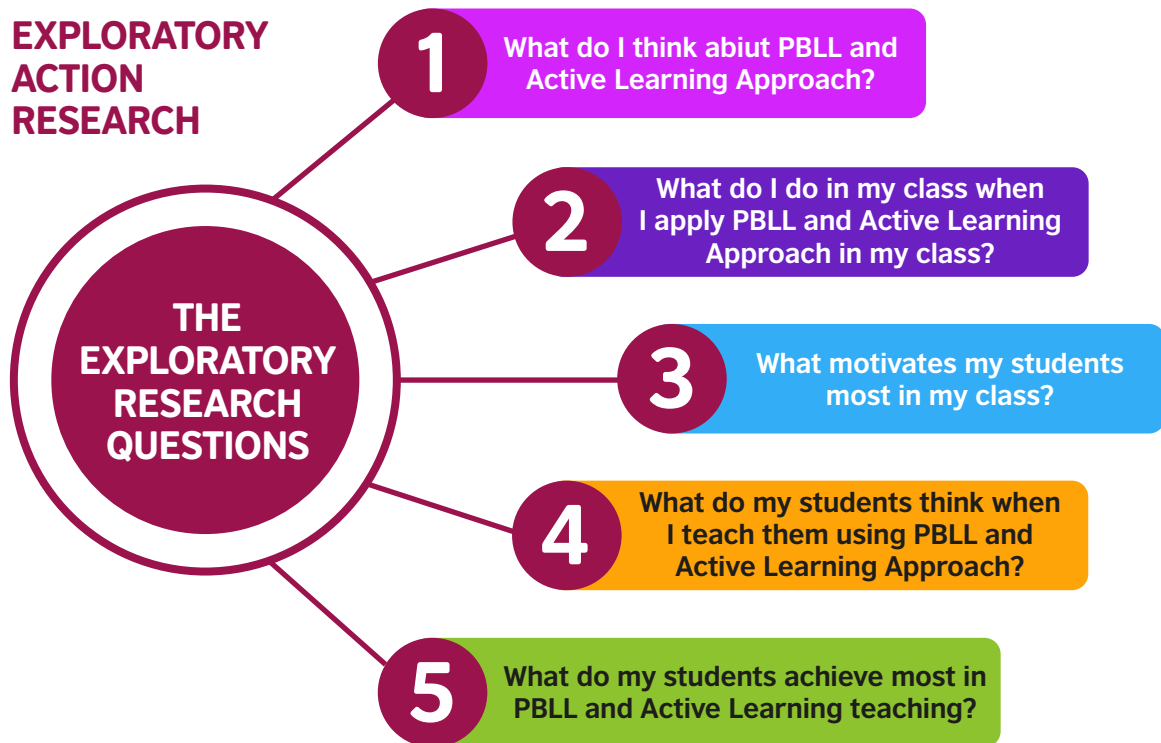 EXPLORATORY
ACTION
RESEARCH
THE
EXPLORATORY
RESEARCH
QUESTIONS
1
What do I think abiut PBLL and
Active Learning Approach?
2
What do I do in my class when
I apply PBLL and Active Learning
Approach in my class?
3
What motivates my students
most in my class?
4
What do my students think when
I teach them using PBLL and
Active Learning Approach?
5
What do my students achieve most in
PBLL and Active Learning teaching?